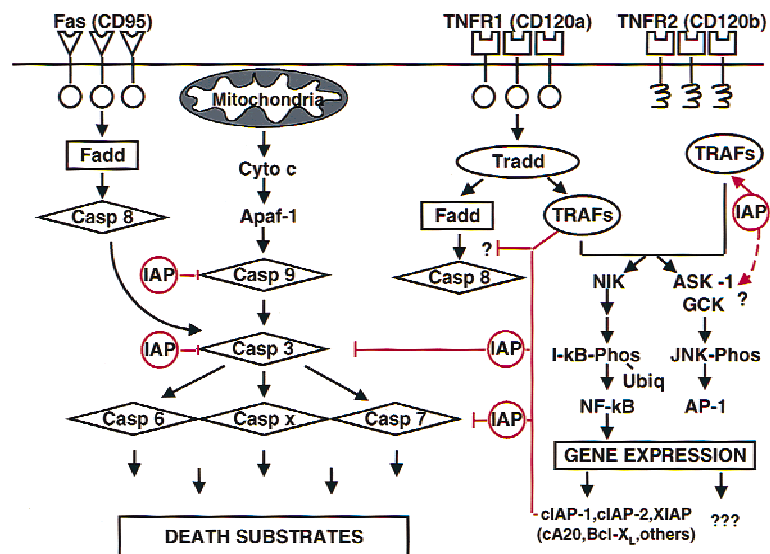 Fas (CD95)
TNFR1 (CD120a)
TNFR2 (CD120b)
Mitochondria
Fadd
Cyto c
Tradd
TRAFs
Casp 8
Apaf-1
Fadd
TRAFs
IAP
?
IAP
Casp 9
Casp 8
NIK
ASK -1
GCK
?
IAP
Casp 3
IAP
I-kB-Phos
JNK-Phos
Ubiq
Casp 6
Casp x
Casp 7
IAP
NF-kB
AP-1
GENE EXPRESSION
DEATH SUBSTRATES
cIAP-1,cIAP-2,XIAP
(cA20,Bcl-XL,others)
???